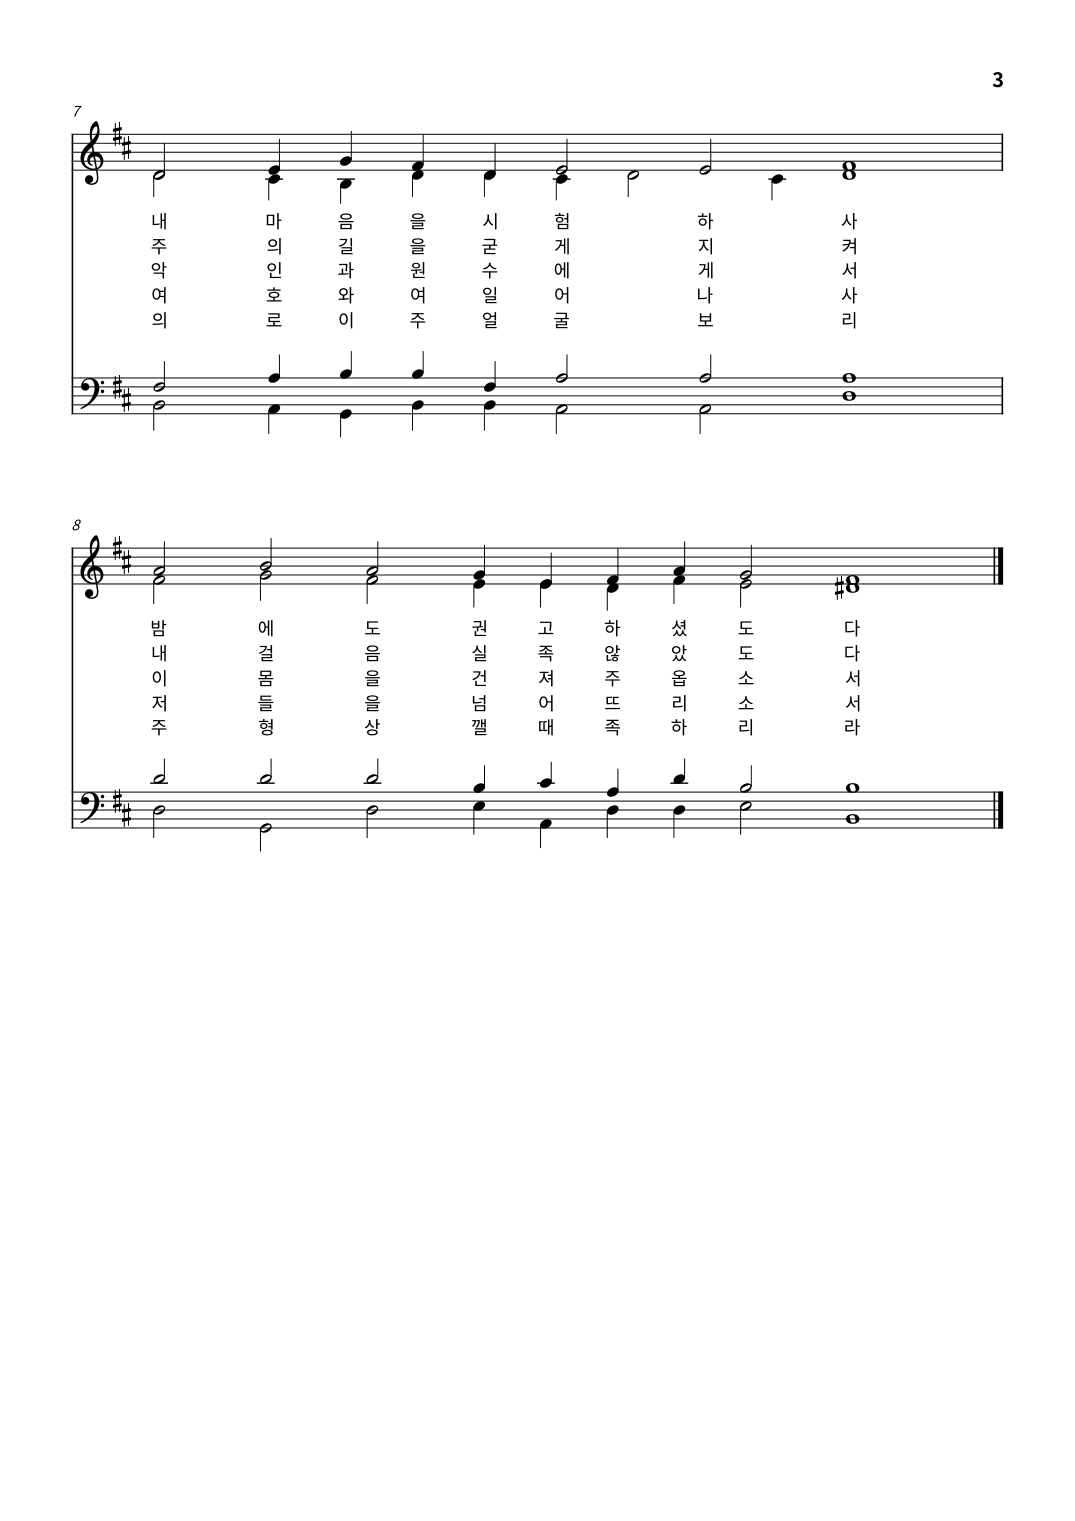 3
7
내 마 음 을 시 험 하 사
주 의 길 을 굳 게 지 켜
악 인 과 원 수 에 게 서
여 호 와 여 일 어 나 사
의 로 이 주 얼 굴 보 리
8
밤 에 도 권 고 하 셨 도 다
내 걸 음 실 족 않 았 도 다
이 몸 을 건 져 주 옵 소 서
저 들 을 넘 어 뜨 리 소 서
주 형 상 깰 때 족 하 리 라